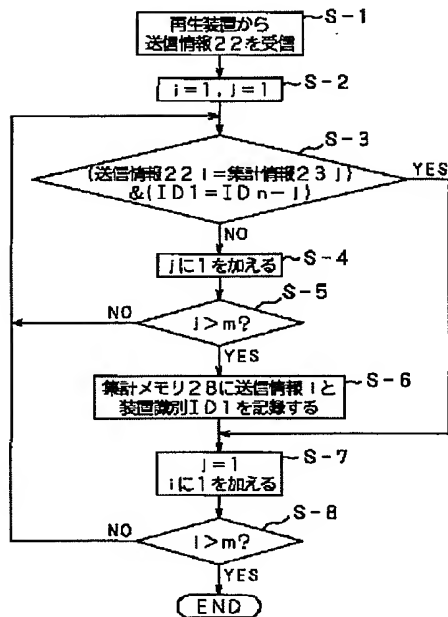 再生装置から
送信情報22を受信
S-1
i=1, j=1
S-2
S-3
(送信情報22i=集計情報23j)
&(ID1=IDn-j)
YES
NO
jに1を加える
S-4
S-5
j>m?
NO
YES
集計メモリ28に送信情報iと
装置識別ID1を記録する
S-6
j=1
iに1を加える
S-7
S-8
i>m?
NO
YES
END